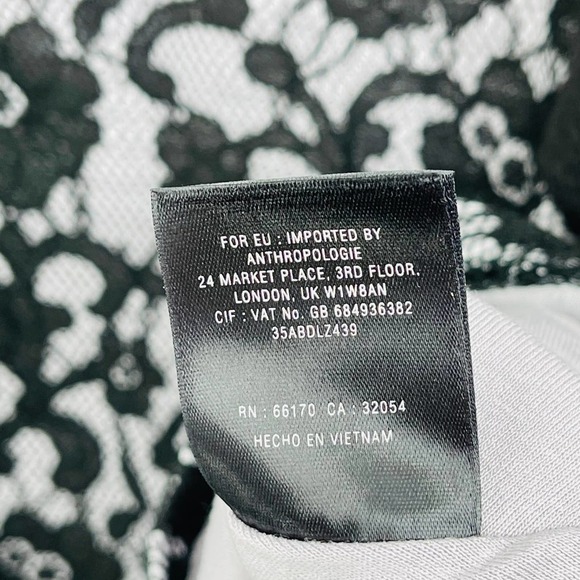 FOR EU : IMPORTED BY
ANTHROPOLOGIE
24 MARKET PLACE, 3RD FLOOR,
LONDON, UK W1W8AN
CIF : VAT No. GB 684936382
35ABDLZ439
RN : 66170 CA : 32054
HECHO EN VIETNAM